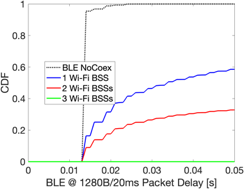 CDF
1
0.8
0.6
0.4
0.2
0
BLE NoCoex
1 Wi-Fi BSS
2 Wi-Fi BSSs
3 Wi-Fi BSSs
0 0.01 0.02 0.03 0.04 0.05
BLE @ 1280B/20ms Packet Delay [s]